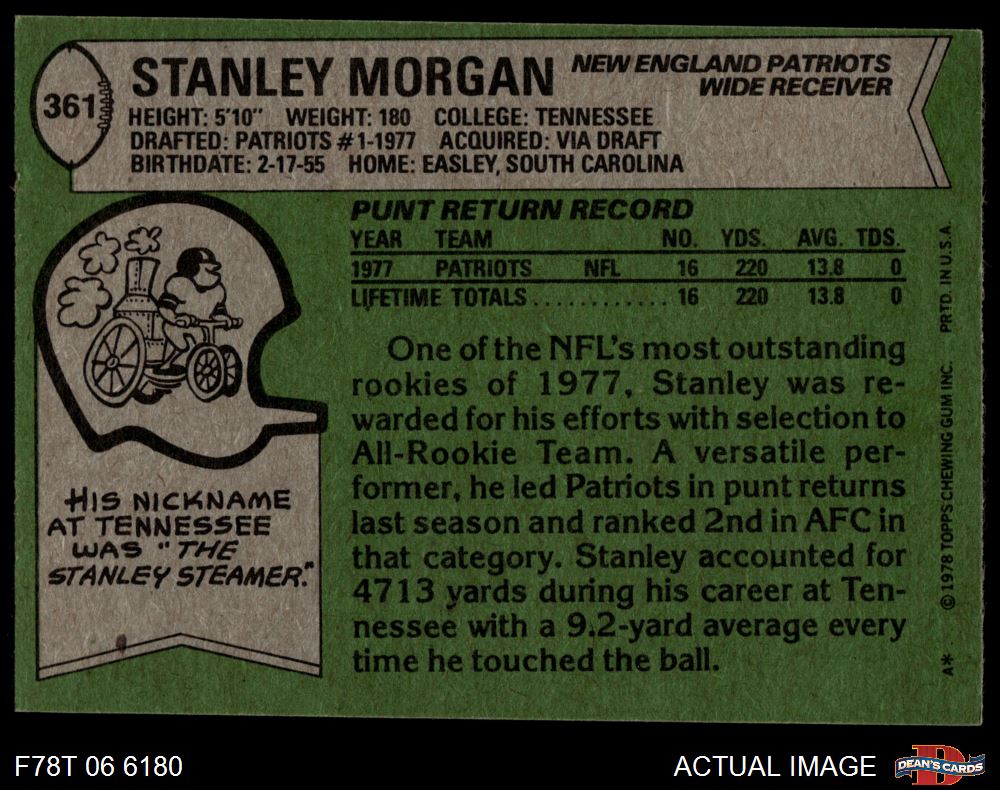 361
STANLEY MORGAN
NEW ENGLAND PATRIOTS
WIDE RECEIVER
HEIGHT: 5'10" WEIGHT: 180 COLLEGE: TENNESSEE
DRAFTED: PATRIOTS #1-1977 ACQUIRED: VIA DRAFT
BIRTHDATE: 2-17-55 HOME: EASLEY, SOUTH CAROLINA
PUNT RETURN RECORD
YEAR TEAM NO. YDS. AVG. TDS.
1977 PATRIOTS NFL 16 220 13.8 0
LIFETIME TOTALS............ 16 220 13.8 0
One of the NFL's most outstanding
rookies of 1977, Stanley was re-
warded for his efforts with selection to
All-Rookie Team. A versatile per-
former, he led Patriots in punt returns
last season and ranked 2nd in AFC in
that category. Stanley accounted for
4713 yards during his career at Ten-
nessee with a 9.2-yard average every
time he touched the ball.
HIS NICKNAME
AT TENNESSEE
WAS "THE
STANLEY STEAMER."
A* © 1978 TOPPS CHEWING GUM INC. PRTD. IN U.S.A.
F78T 06 6180
ACTUAL IMAGE
DEAN'S CARDS